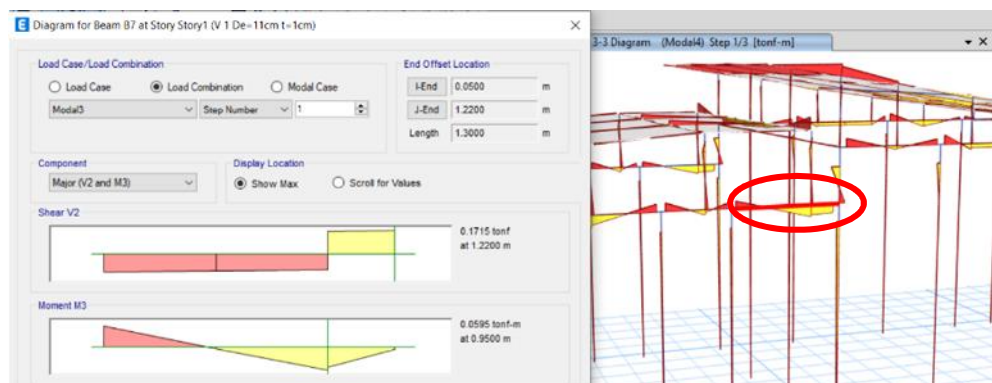 E Diagram for Beam B7 at Story Story1 (V 1 De=11cm t=1cm)
3-3 Diagram (Modal4) Step 1/3 [tonf-m]
Load Case/Load Combination
End Offset Location
Load Case Load Combination Modal Case
I-End 0.0500 m
Modal3 Step Number 1
J-End 1.2200 m
Length 1.3000 m
Component
Display Location
Major (V2 and M3)
Show Max Scroll for Values
Shear V2
0.1715 tonf
at 1.2200 m
Moment M3
0.0595 tonf-m
at 0.9500 m